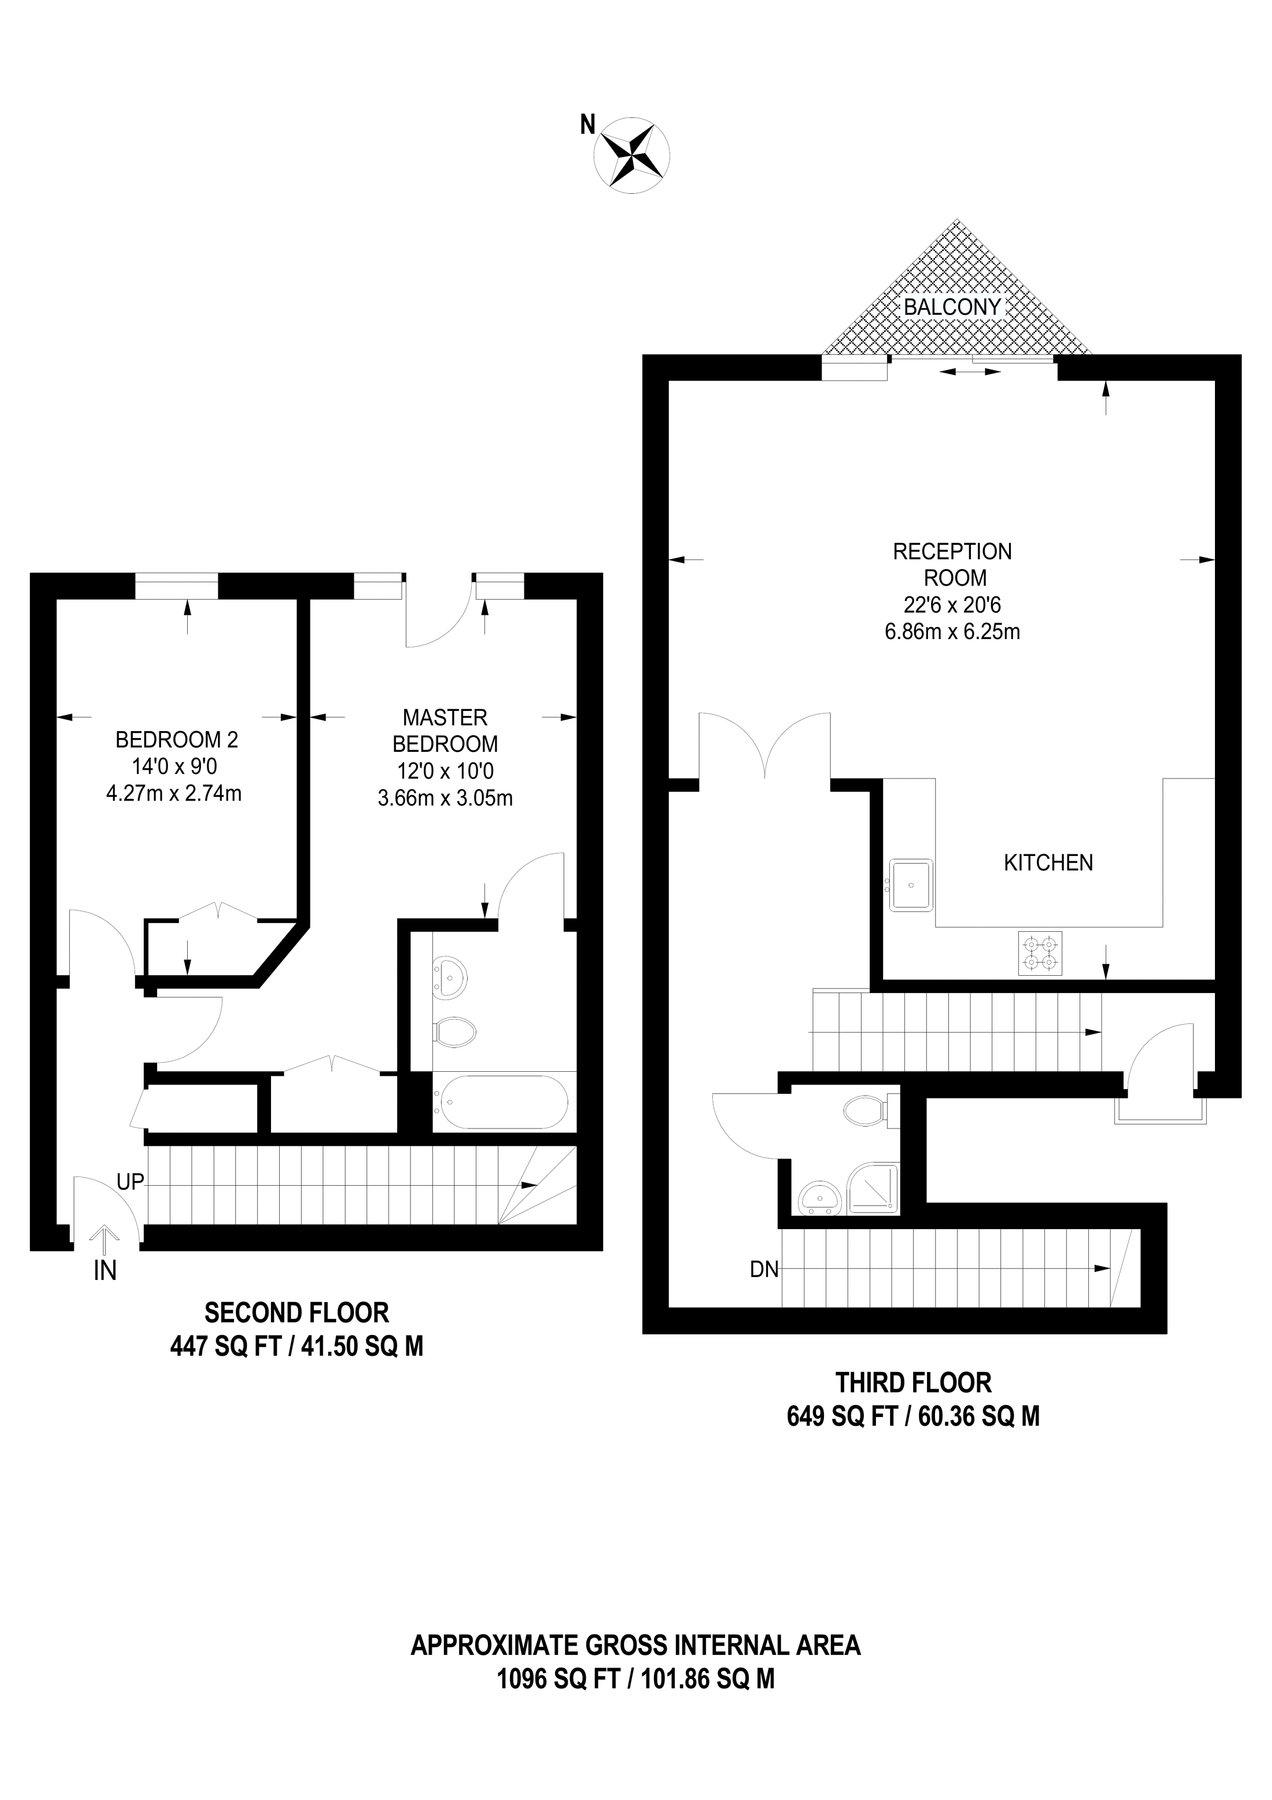 N
BALCONY
RECEPTION
ROOM
22'6 x 20'6
6.86m x 6.25m
BEDROOM 2
14'0 x 9'0
4.27m x 2.74m
MASTER
BEDROOM
12'0 x 10'0
3.66m x 3.05m
KITCHEN
UP
IN
DN
SECOND FLOOR
447 SQ FT / 41.50 SQ M
THIRD FLOOR
649 SQ FT / 60.36 SQ M
APPROXIMATE GROSS INTERNAL AREA
1096 SQ FT / 101.86 SQ M